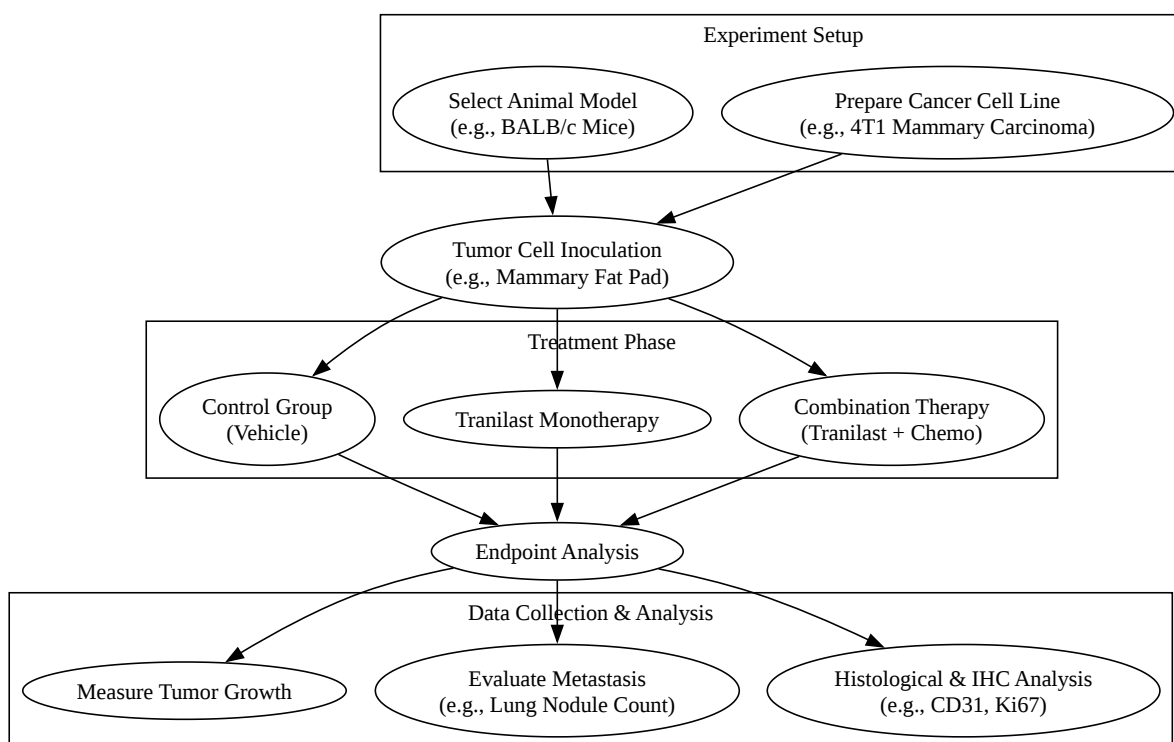 Experiment Setup
Select Animal Model
(e.g., BALB/c Mice)
Prepare Cancer Cell Line
(e.g., 4T1 Mammary Carcinoma)
Tumor Cell Inoculation
(e.g., Mammary Fat Pad)
Treatment Phase
Control Group
(Vehicle)
Tranilast Monotherapy
Combination Therapy
(Tranilast + Chemo)
Endpoint Analysis
Data Collection & Analysis
Measure Tumor Growth
Evaluate Metastasis
(e.g., Lung Nodule Count)
Histological & IHC Analysis
(e.g., CD31, Ki67)